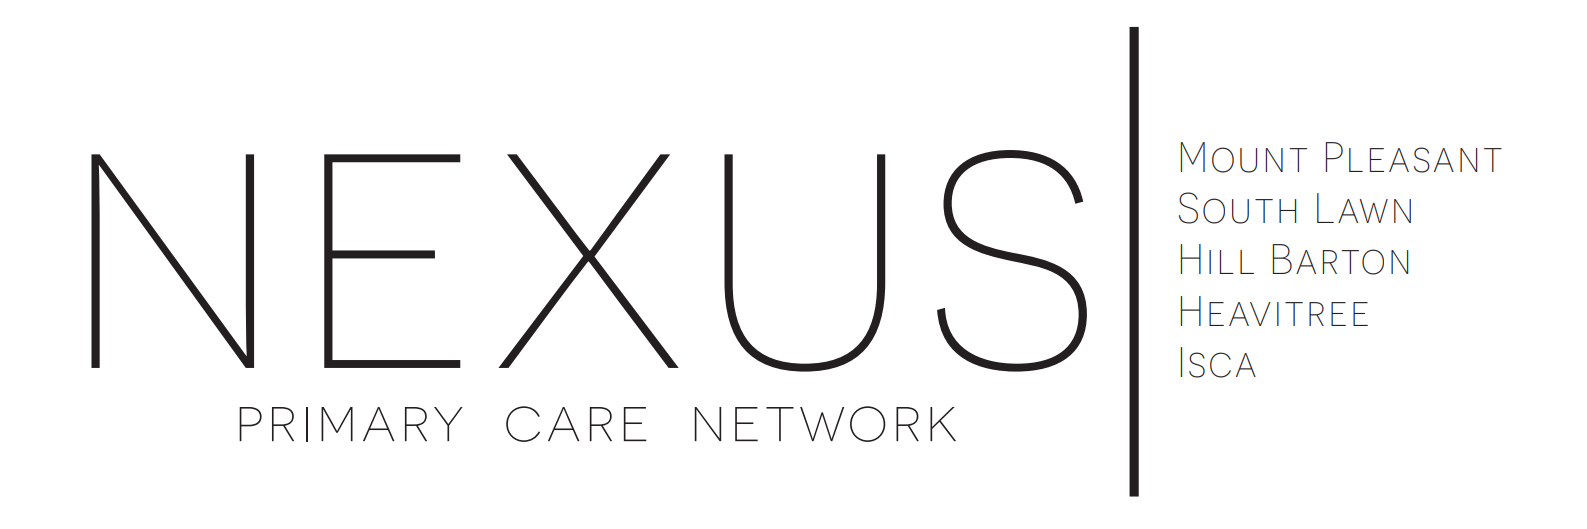 NEXUS
PRIMARY CARE NETWORK
Mount Pleasant
South Lawn
Hill Barton
Heavitree
Isca